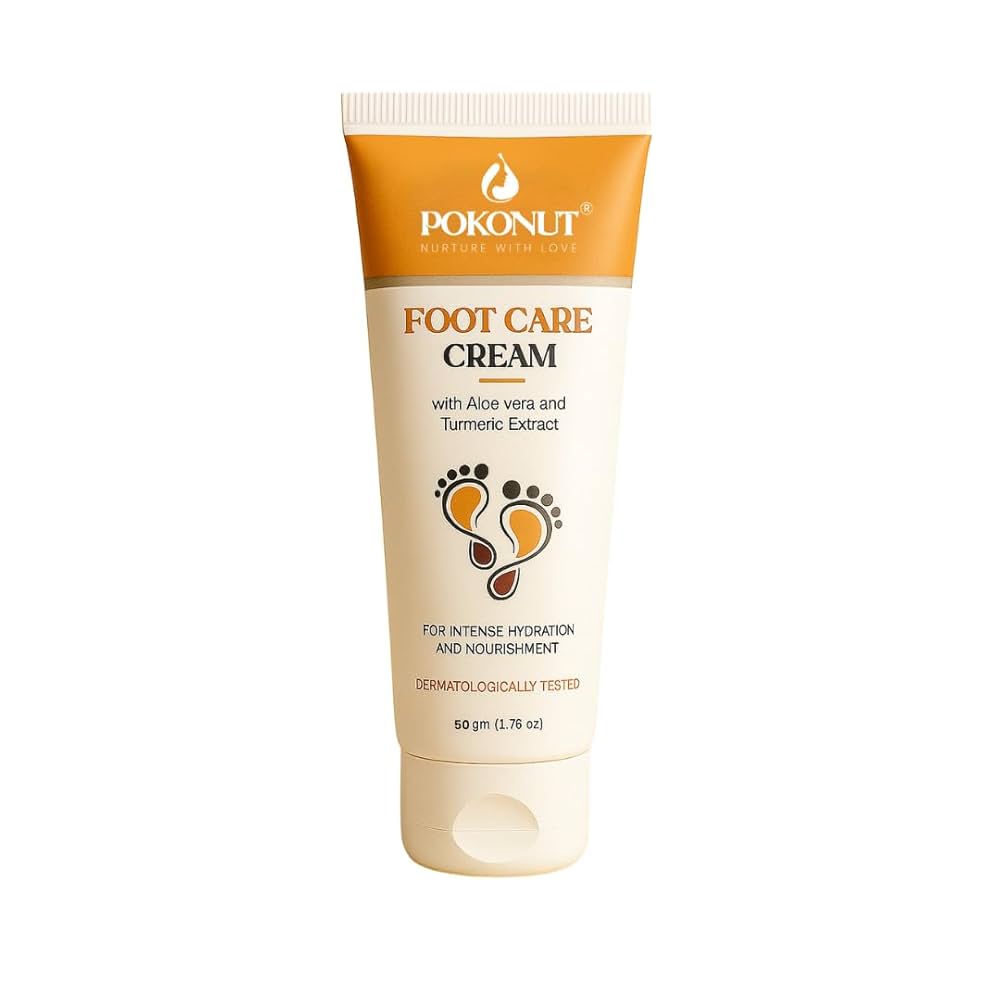 POKONUT®
NURTURE WITH LOVE
FOOT CARE
CREAM
with Aloe vera and
Turmeric Extract
FOR INTENSE HYDRATION
AND NOURISHMENT
DERMATOLOGICALLY TESTED
50 gm (1.76 oz)